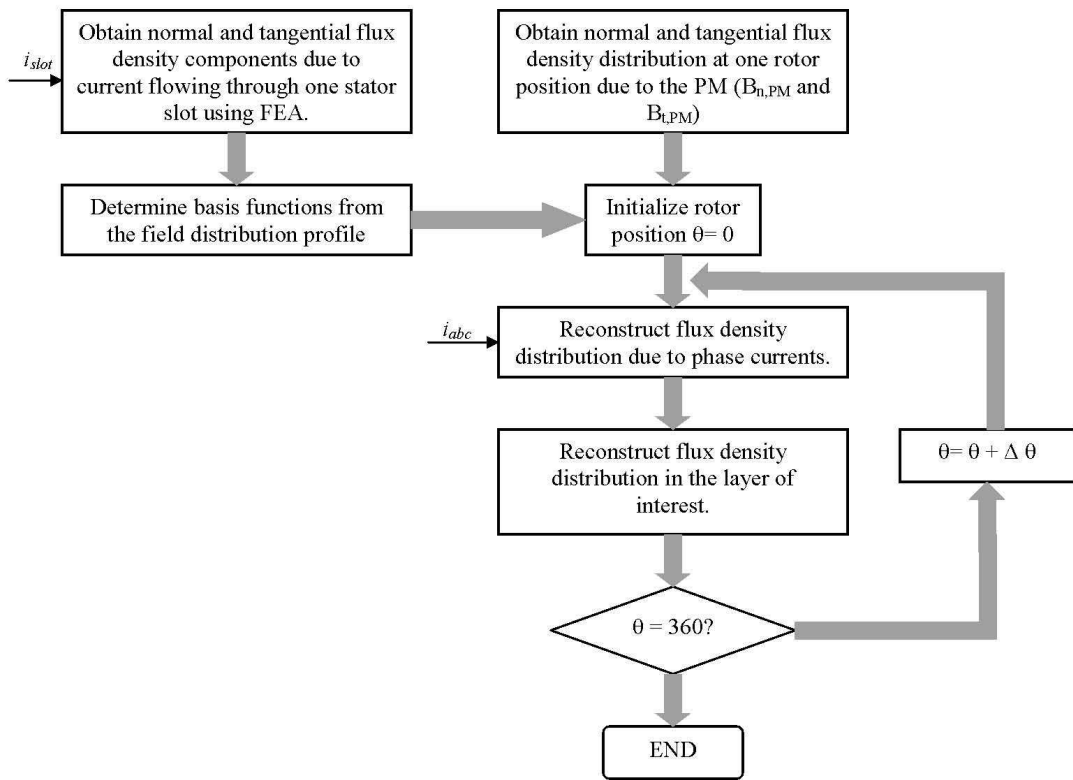 Obtain normal and tangential flux
density components due to
current flowing through one stator
slot using FEA.
i_slot
Obtain normal and tangential flux
density distribution at one rotor
position due to the PM (B_n,PM and
B_t,PM)
Determine basis functions from
the field distribution profile
Initialize rotor
position θ= 0
i_abc
Reconstruct flux density
distribution due to phase currents.
Reconstruct flux density
distribution in the layer of
interest.
θ= θ + Δ θ
θ = 360?
END